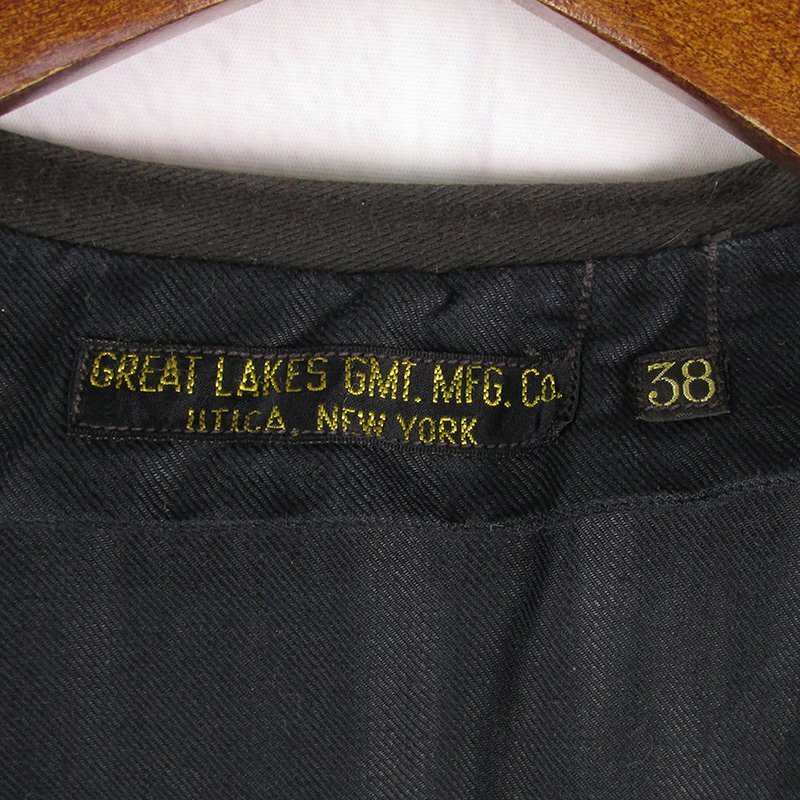 GREAT LAKES GMT. MFG. Co.
UTICA, NEW YORK
38